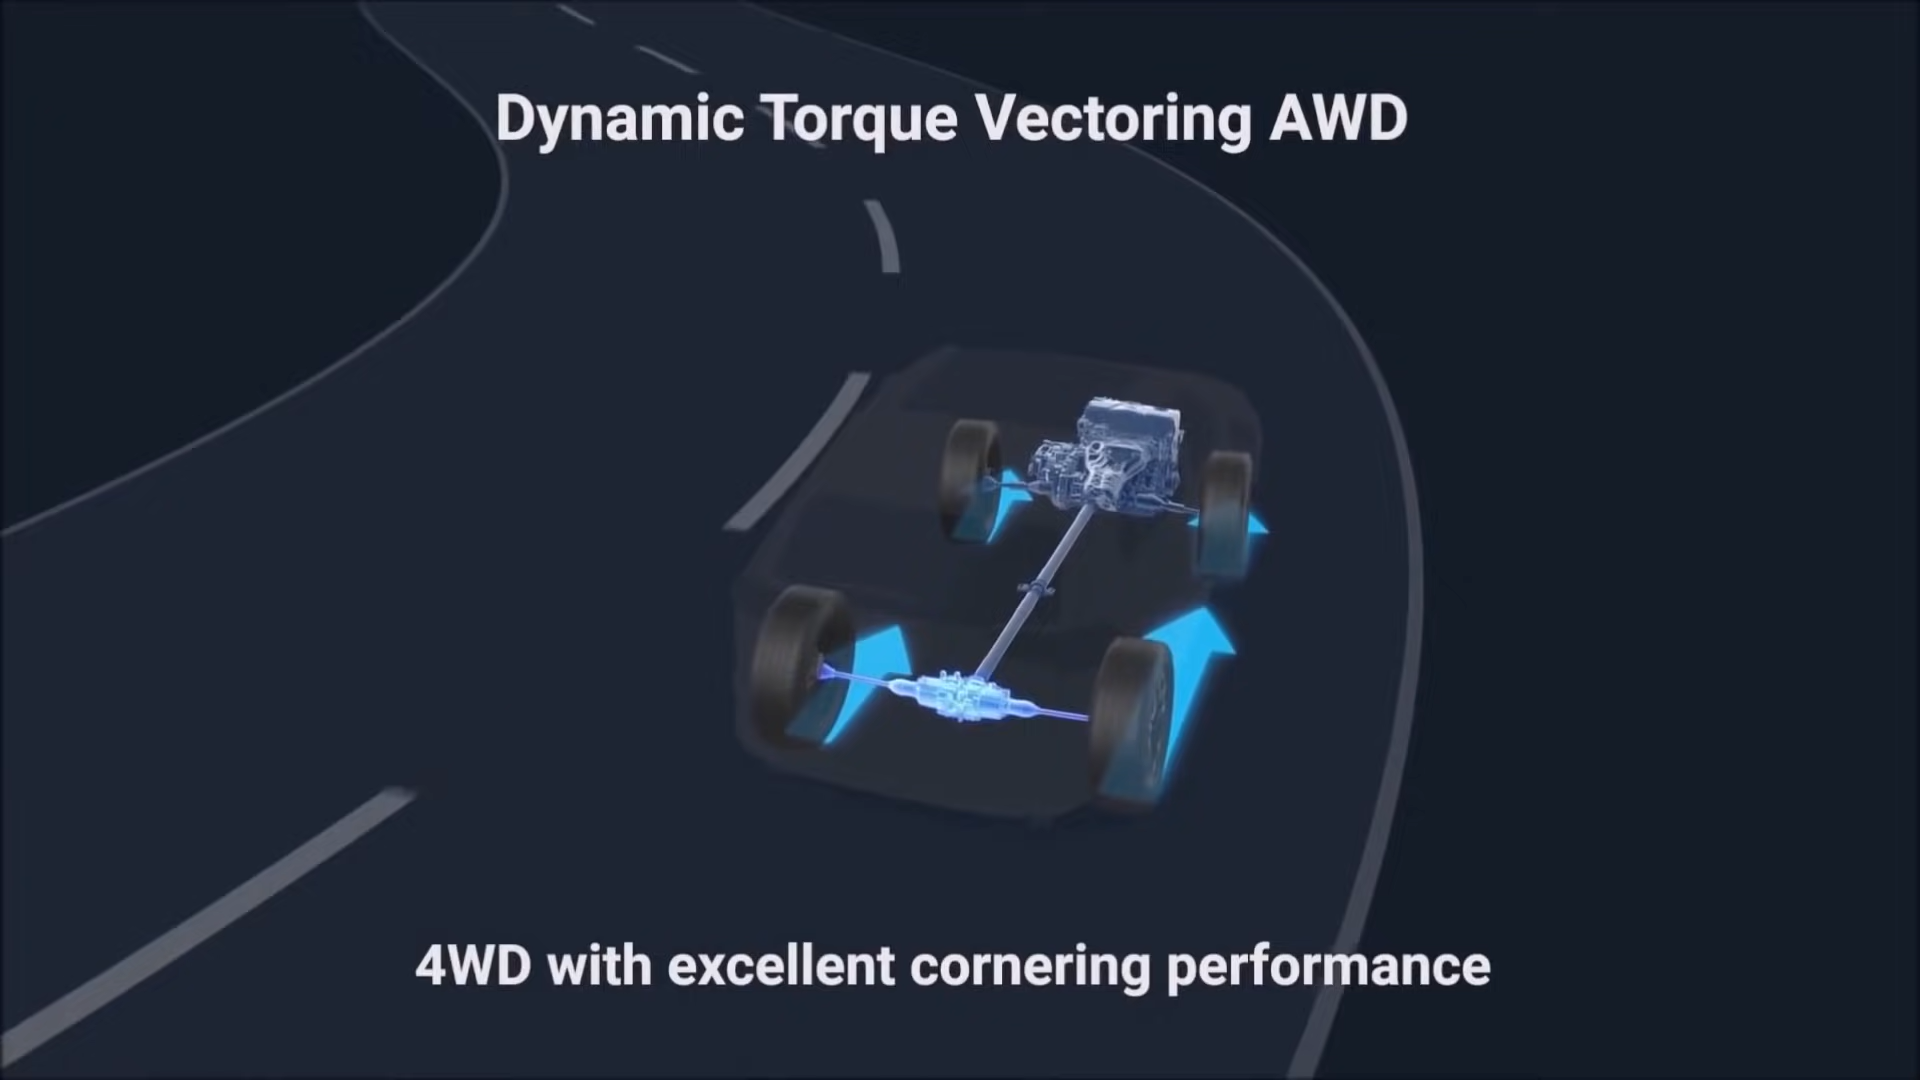 Dynamic Torque Vectoring AWD
4WD with excellent cornering performance